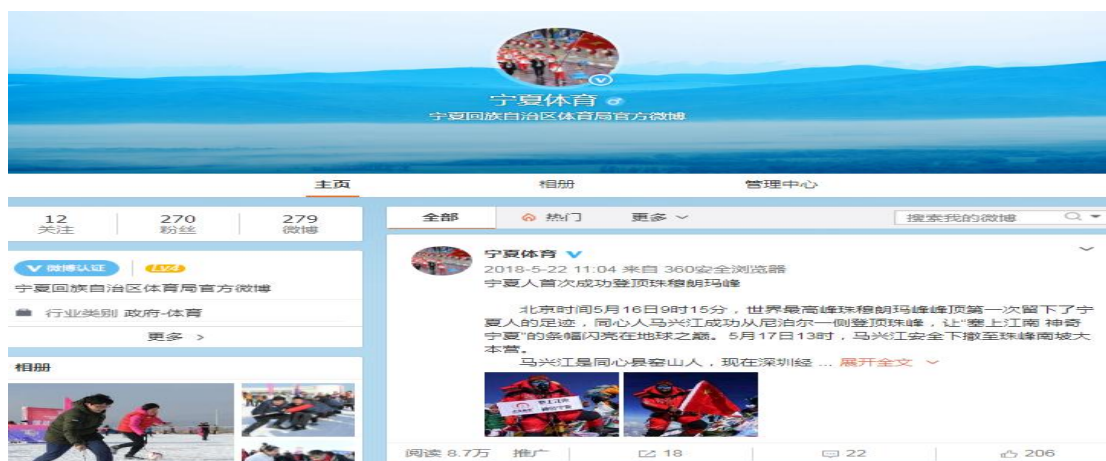 宁夏体育
宁夏回族自治区体育局官方微博
主页
相册
管理中心
12
关注
270
粉丝
279
微博
微博认证
LV4
宁夏回族自治区体育局官方微博
行业类别 政府-体育
更多 >
相册
全部
热门
更多
搜索我的微博
宁夏体育
2018-5-22 11:04 来自 360安全浏览器
宁夏人首次成功登顶珠穆朗玛峰
北京时间5月16日9时15分，世界最高峰珠穆朗玛峰峰顶第一次留下了宁
夏人的足迹，同心人马兴江成功从尼泊尔一侧登顶珠峰，让"塞上江南 神奇
宁夏"的条幅闪亮在地球之巅。5月17日13时，马兴江安全下撤至珠峰南坡大
本营。
马兴江是同心县窑山人，现在深圳经 ... 展开全文
阅读 8.7万
推广
18
22
206